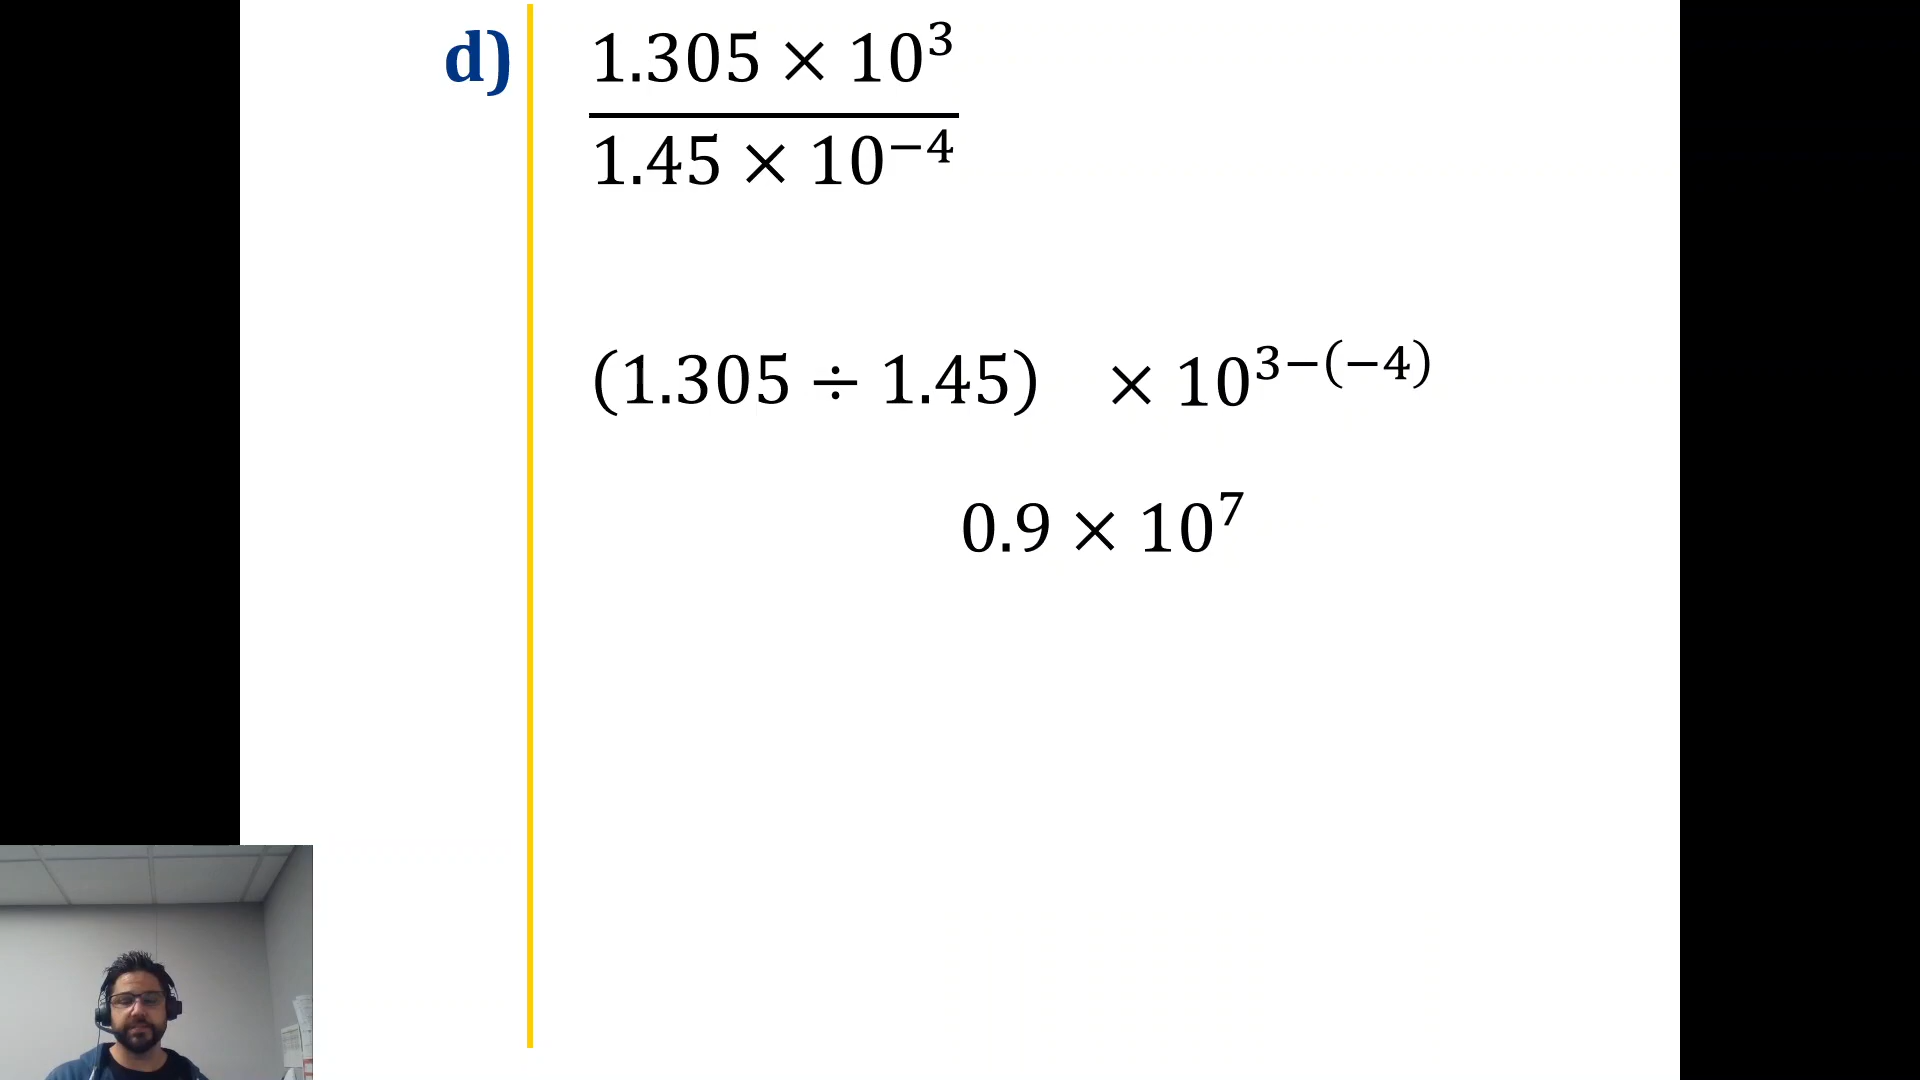 d) 1.305 × 10³
1.45 × 10⁻⁴
(1.305 ÷ 1.45) × 10³⁻⁽⁻⁴⁾
0.9 × 10⁷